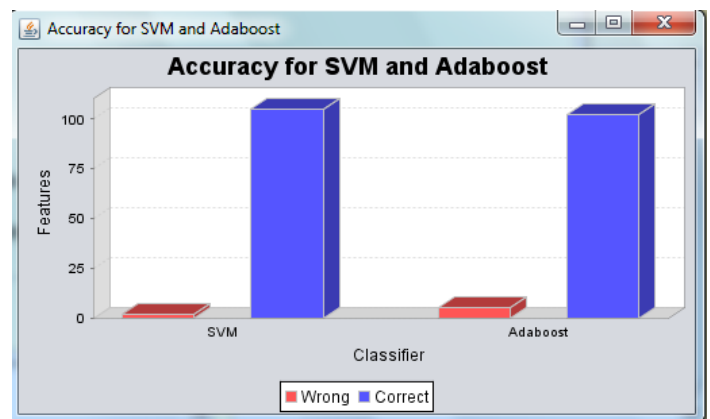 Accuracy for SVM and Adaboost
Accuracy for SVM and Adaboost
Features
100
75
50
25
0
SVM
Adaboost
Classifier
Wrong
Correct